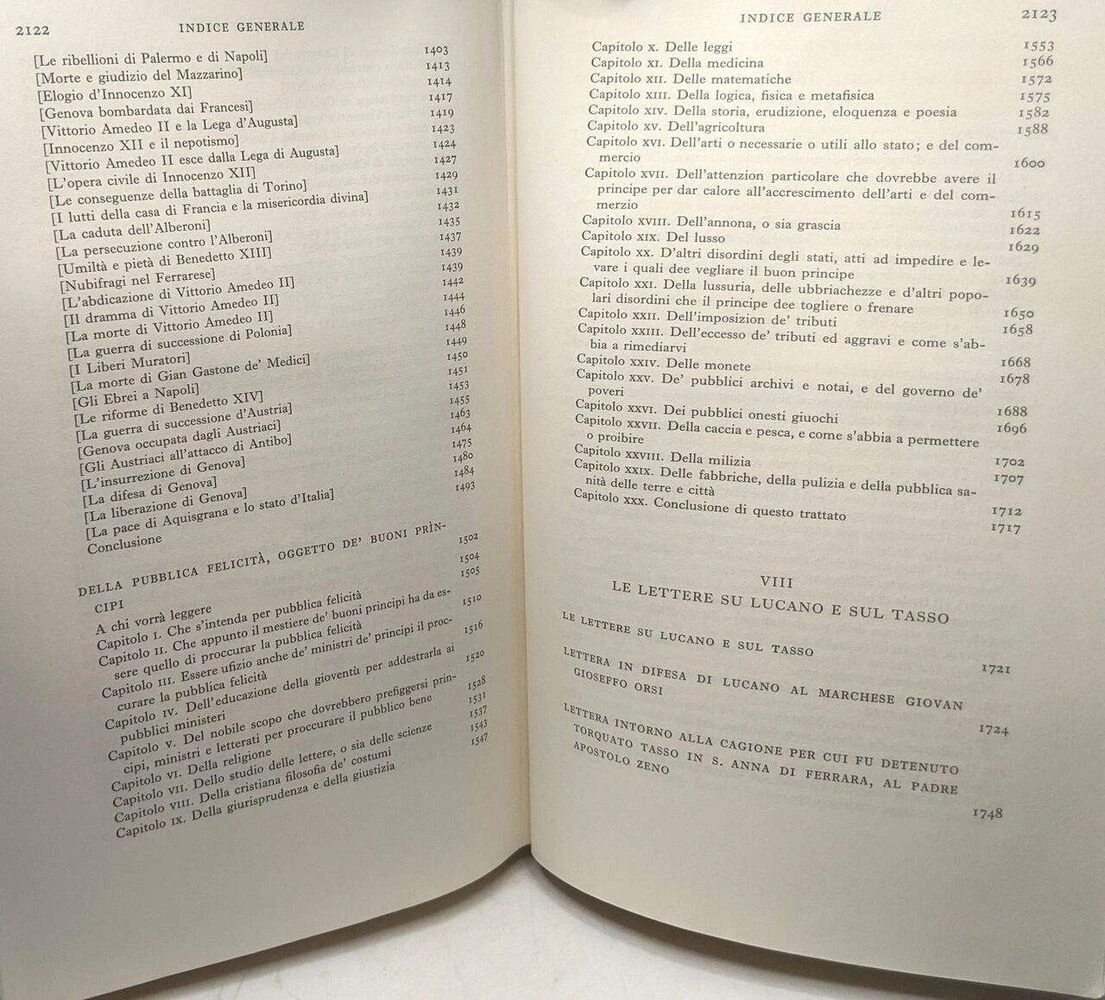 2122 INDICE GENERALE
[Le ribellioni di Palermo e di Napoli] 1403
[Morte e giudizio del Mazzarino] 1413
[Elogio d'Innocenzo XI] 1414
[Genova bombardata dai Francesi] 1417
[Vittorio Amedeo II e la Lega d'Augusta] 1419
[Innocenzo XII e il nepotismo] 1423
[Vittorio Amedeo II esce dalla Lega di Augusta] 1424
[L'opera civile di Innocenzo XII] 1427
[Le conseguenze della battaglia di Torino] 1429
[I lutti della casa di Francia e la misericordia divina] 1431
[La caduta dell'Alberoni] 1432
[La persecuzione contro l'Alberoni] 1435
[Umiltà e pietà di Benedetto XIII] 1437
[Nubifragi nel Ferrarese] 1439
[L'abdicazione di Vittorio Amedeo II] 1439
[Il dramma di Vittorio Amedeo II] 1442
[La morte di Vittorio Amedeo II] 1444
[La guerra di successione di Polonia] 1446
[I Liberi Muratori] 1448
[La morte di Gian Gastone de' Medici] 1449
[Gli Ebrei a Napoli] 1450
[Le riforme di Benedetto XIV] 1451
[La guerra di successione d'Austria] 1453
[Genova occupata dagli Austriaci] 1455
[Gli Austriaci all'attacco di Antibo] 1463
[L'insurrezione di Genova] 1464
[La difesa di Genova] 1475
[La liberazione di Genova] 1480
[La pace di Aquisgrana e lo stato d'Italia] 1484
Conclusione 1493
DELLA PUBBLICA FELICITÀ, OGGETTO DE' BUONI PRÌN-
CIPI 1502
A chi vorrà leggere 1504
Capitolo I. Che s'intenda per pubblica felicità 1505
Capitolo II. Che appunto il mestiere de' buoni principi ha da es-
sere quello di proccurar la pubblica felicità 1510
Capitolo III. Essere ufizio anche de' ministri de' principi il proc-
curare la pubblica felicità 1516
Capitolo IV. Dell'educazione della gioventù per addestrarla ai
pubblici ministeri 1520
Capitolo V. Del nobile scopo che dovrebbero prefiggersi prin-
cipi, ministri e letterati per proccurare il pubblico bene 1528
Capitolo VI. Della religione 1531
Capitolo VII. Dello studio delle lettere, o sia delle scienze 1537
Capitolo VIII. Della cristiana filosofia de' costumi 1543
Capitolo IX. Della giurisprudenza e della giustizia 1547
INDICE GENERALE 2123
Capitolo X. Delle leggi 1553
Capitolo XI. Della medicina 1566
Capitolo XII. Delle matematiche 1572
Capitolo XIII. Della logica, fisica e metafisica 1575
Capitolo XIV. Della storia, erudizione, eloquenza e poesia 1582
Capitolo XV. Dell'agricoltura 1588
Capitolo XVI. Dell'arti o necessarie o utili allo stato; e del com-
mercio 1600
Capitolo XVII. Dell'attenzion particolare che dovrebbe avere il
principe per dar calore all'accrescimento dell'arti e del com-
merzio 1615
Capitolo XVIII. Dell'annona, o sia grascia 1622
Capitolo XIX. Del lusso 1629
Capitolo XX. D'altri disordini degli stati, atti ad impedire e le-
vare i quali dee vegliare il buon principe 1639
Capitolo XXI. Della lussuria, delle ubbriachezze e d'altri popo-
lari disordini che il principe dee togliere o frenare 1650
Capitolo XXII. Dell'imposizion de' tributi 1658
Capitolo XXIII. Dell'eccesso de' tributi ed aggravi e come s'ab-
bia a rimediarvi 1668
Capitolo XXIV. Delle monete 1678
Capitolo XXV. De' pubblici archivi e notai, e del governo de'
poveri 1688
Capitolo XXVI. Dei pubblici onesti giuochi 1696
Capitolo XXVII. Della caccia e pesca, e come s'abbia a permettere
o proibire 1702
Capitolo XXVIII. Della milizia 1707
Capitolo XXIX. Delle fabbriche, della pulizia e della pubblica sa-
nità delle terre e città 1712
Capitolo XXX. Conclusione di questo trattato 1717
VIII
LE LETTERE SU LUCANO E SUL TASSO
LE LETTERE SU LUCANO E SUL TASSO 1721
LETTERA IN DIFESA DI LUCANO AL MARCHESE GIOVAN
GIOSEFFO ORSI 1724
LETTERA INTORNO ALLA CAGIONE PER CUI FU DETENUTO
TORQUATO TASSO IN S. ANNA DI FERRARA, AL PADRE
APOSTOLO ZENO 1748